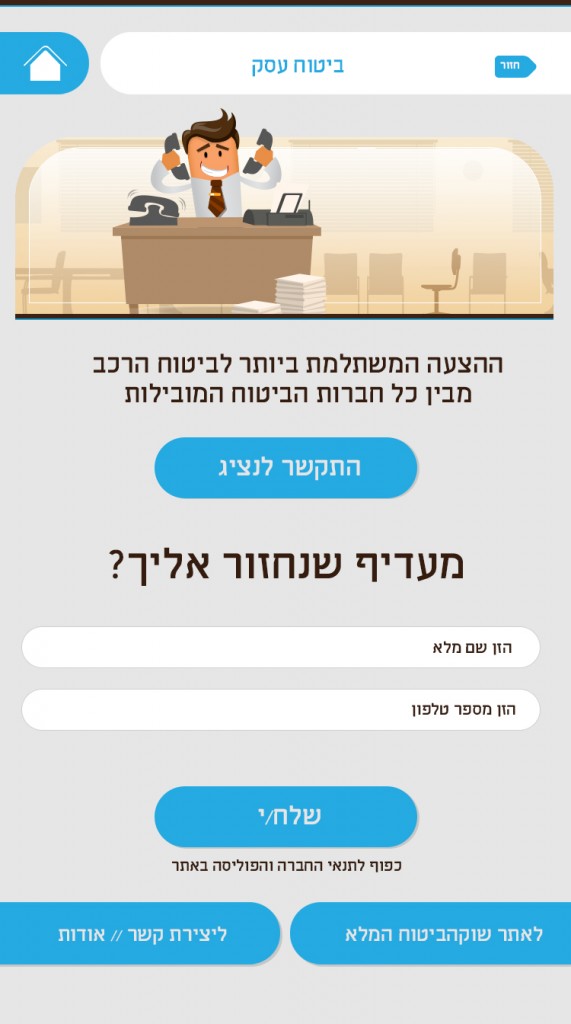 חזור
ביטוח עסק
ההצעה המשתלמת ביותר לביטוח הרכב
מבין כל חברות הביטוח המובילות
התקשר לנציג
מעדיף שנחזור אליך?
הזן שם מלא
הזן מספר טלפון
שלח/י
כפוף לתנאי החברה והפוליסה באתר
לאתר שוקהביטוח המלא
ליצירת קשר // אודות